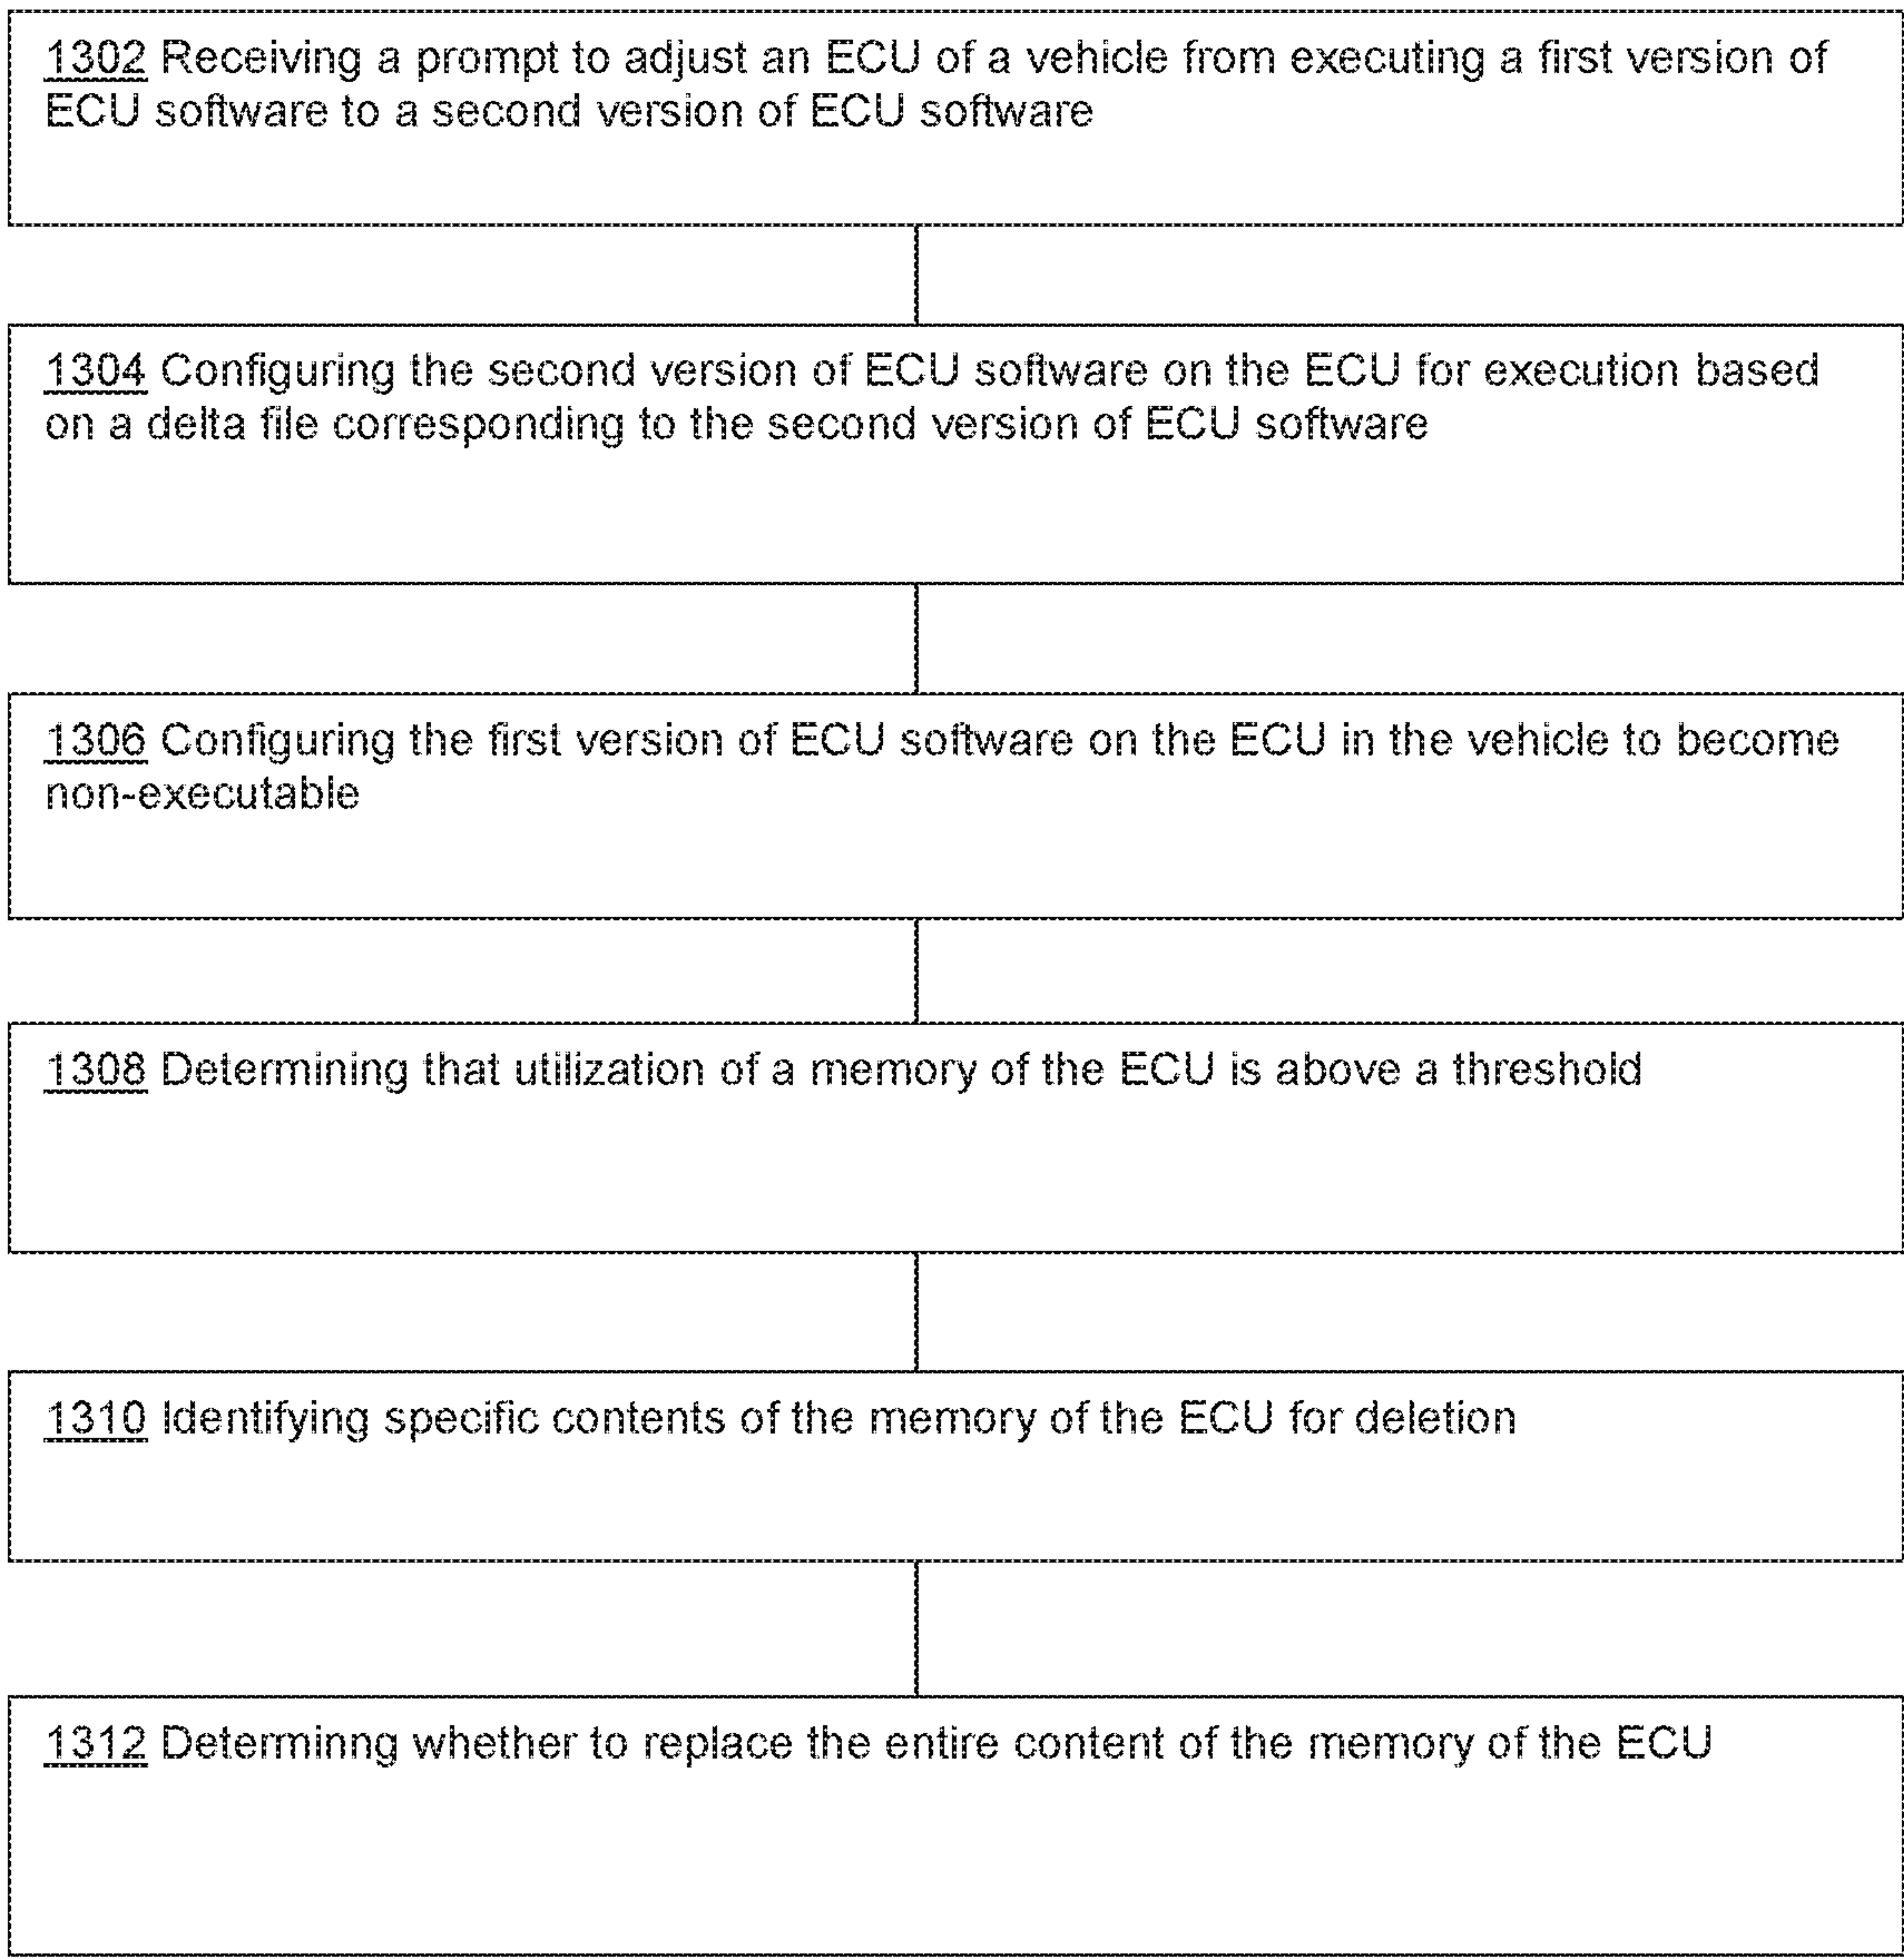 1302 Receiving a prompt to adjust an ECU of a vehicle from executing a first version of
ECU software to a second version of ECU software
1304 Configuring the second version of ECU software on the ECU for execution based
on a delta file corresponding to the second version of ECU software
1306 Configuring the first version of ECU software on the ECU in the vehicle to become
non-executable
1308 Determining that utilization of a memory of the ECU is above a threshold
1310 Identifying specific contents of the memory of the ECU for deletion
1312 Determinng whether to replace the entire content of the memory of the ECU